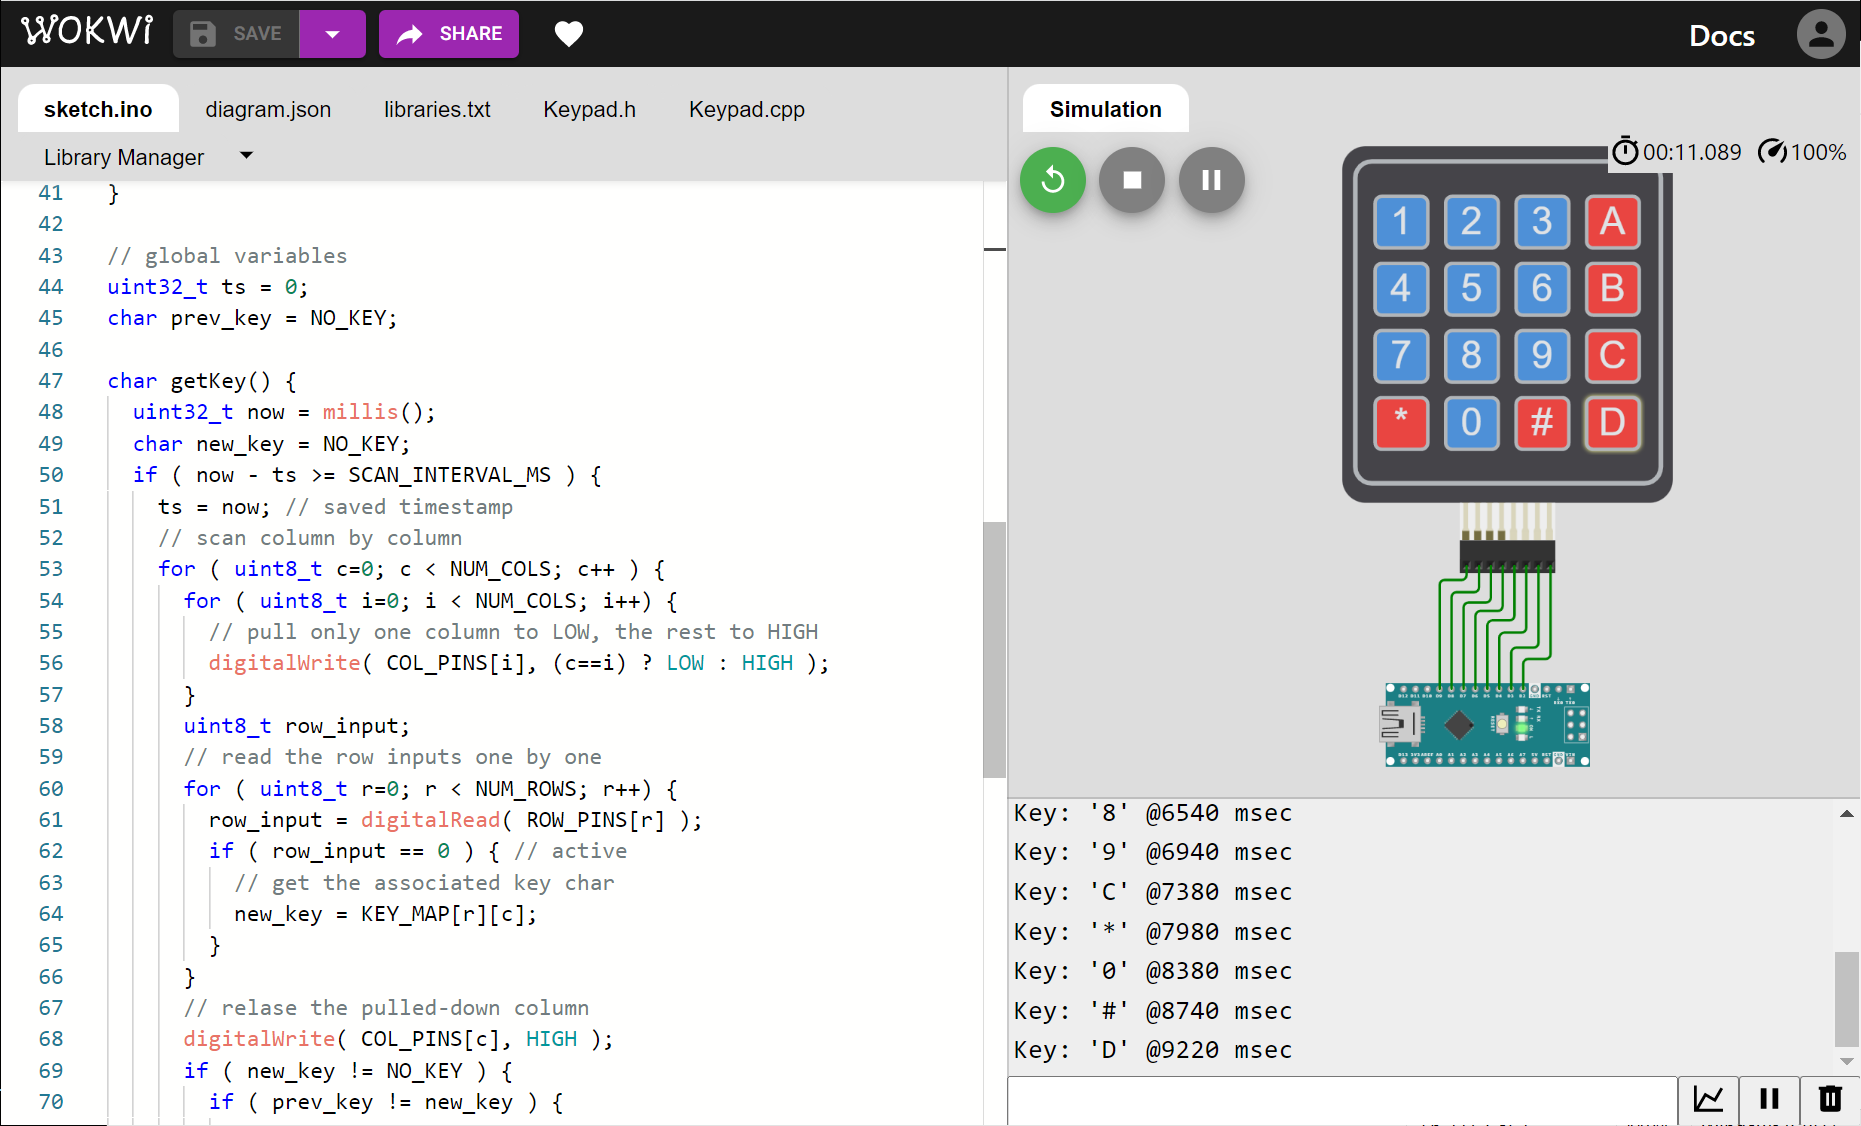 WOKWi
SAVE
SHARE
Docs
sketch.ino
diagram.json
libraries.txt
Keypad.h
Keypad.cpp
Library Manager
41 }
42
43 // global variables
44 uint32_t ts = 0;
45 char prev_key = NO_KEY;
46
47 char getKey() {
48 uint32_t now = millis();
49 char new_key = NO_KEY;
50 if ( now - ts >= SCAN_INTERVAL_MS ) {
51 ts = now; // saved timestamp
52 // scan column by column
53 for ( uint8_t c=0; c < NUM_COLS; c++ ) {
54 for ( uint8_t i=0; i < NUM_COLS; i++) {
55 // pull only one column to LOW, the rest to HIGH
56 digitalWrite( COL_PINS[i], (c==i) ? LOW : HIGH );
57 }
58 uint8_t row_input;
59 // read the row inputs one by one
60 for ( uint8_t r=0; r < NUM_ROWS; r++) {
61 row_input = digitalRead( ROW_PINS[r] );
62 if ( row_input == 0 ) { // active
63 // get the associated key char
64 new_key = KEY_MAP[r][c];
65 }
66 }
67 // relase the pulled-down column
68 digitalWrite( COL_PINS[c], HIGH );
69 if ( new_key != NO_KEY ) {
70 if ( prev_key != new_key ) {
Simulation
00:11.089 100%
1 2 3 A
4 5 6 B
7 8 9 C
* 0 # D
Key: '8' @6540 msec
Key: '9' @6940 msec
Key: 'C' @7380 msec
Key: '*' @7980 msec
Key: '0' @8380 msec
Key: '#' @8740 msec
Key: 'D' @9220 msec